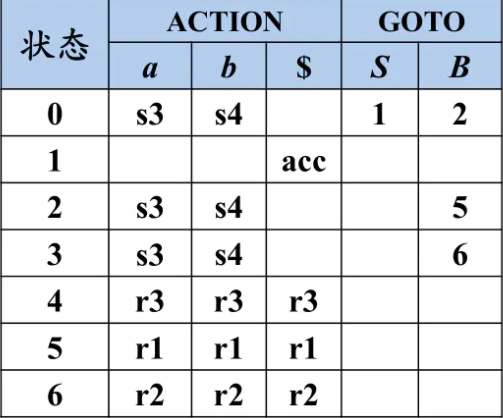 状态 ACTION GOTO
a b $ S B
0 s3 s4 1 2
1 acc
2 s3 s4 5
3 s3 s4 6
4 r3 r3 r3
5 r1 r1 r1
6 r2 r2 r2